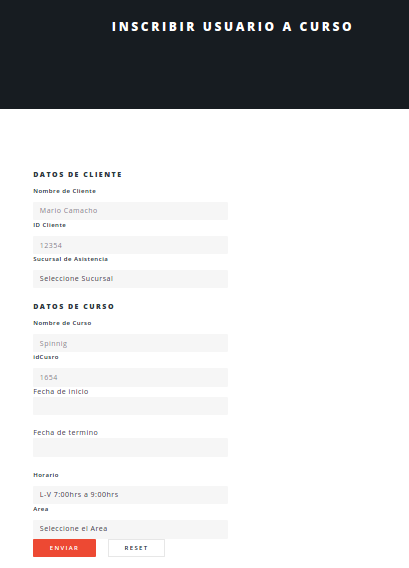 INSCRIBIR USUARIO A CURSO
DATOS DE CLIENTE
Nombre de Cliente
Mario Camacho
ID Cliente
12354
Sucursal de Asistencia
Seleccione Sucursal
DATOS DE CURSO
Nombre de Curso
Spinnig
idCusro
1654
Fecha de inicio
Fecha de termino
Horario
L-V 7:00hrs a 9:00hrs
Area
Seleccione el Area
ENVIAR RESET